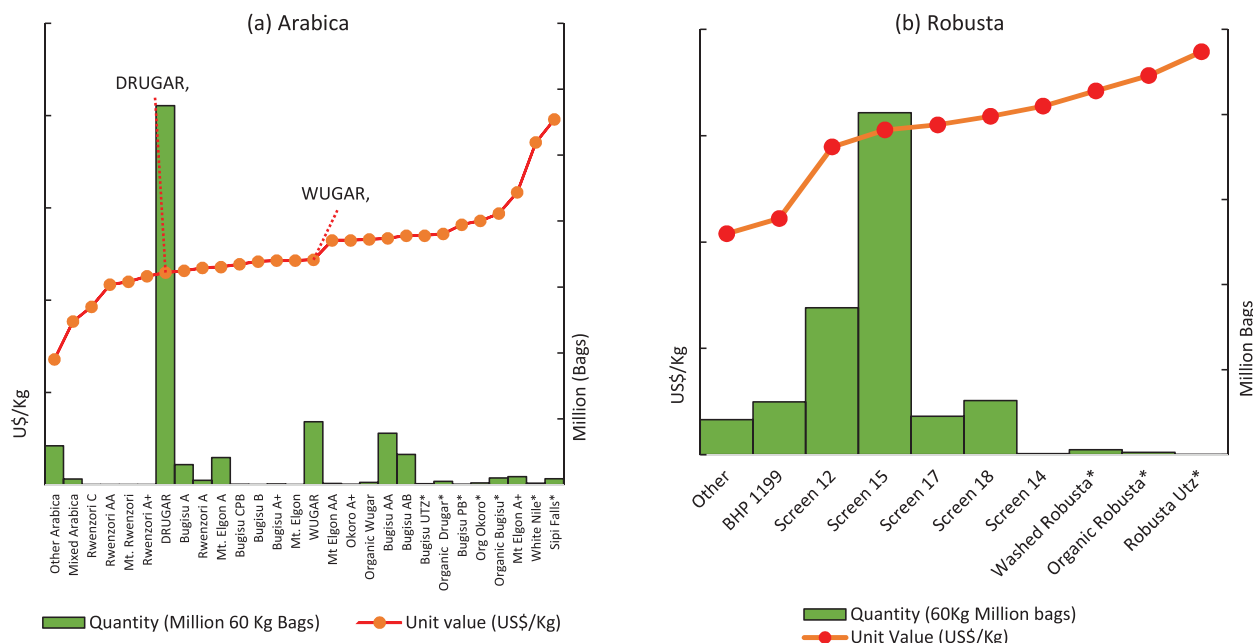 (a) Arabica
DRUGAR,
WUGAR,
U$/Kg
Million (Bags)
Other Arabica
Mixed Arabica
Rwenzori C
Rwenzori AA
Mt. Rwenzori
Rwenzori A+
DRUGAR
Bugisu A
Rwenzori A
Mt. Elgon A
Bugisu CPB
Bugisu B
Bugisu A+
Mt. Elgon
WUGAR
Mt Elgon AA
Okoro A+
Organic Wugar
Bugisu AA
Bugisu AB
Bugisu UTZ*
Organic Drugar*
Bugisu PB*
Org Okoro*
Organic Bugisu*
Mt Elgon A+
White Nile*
Sipi Falls*
Quantity (Million 60 Kg Bags)
Unit value (US$/Kg)
(b) Robusta
US$/Kg
Million Bags
Other
BHP 1199
Screen 12
Screen 15
Screen 17
Screen 18
Screen 14
Washed Robusta*
Organic Robusta*
Robusta Utz*
Quantity (60Kg Million bags)
Unit Value (US$/Kg)